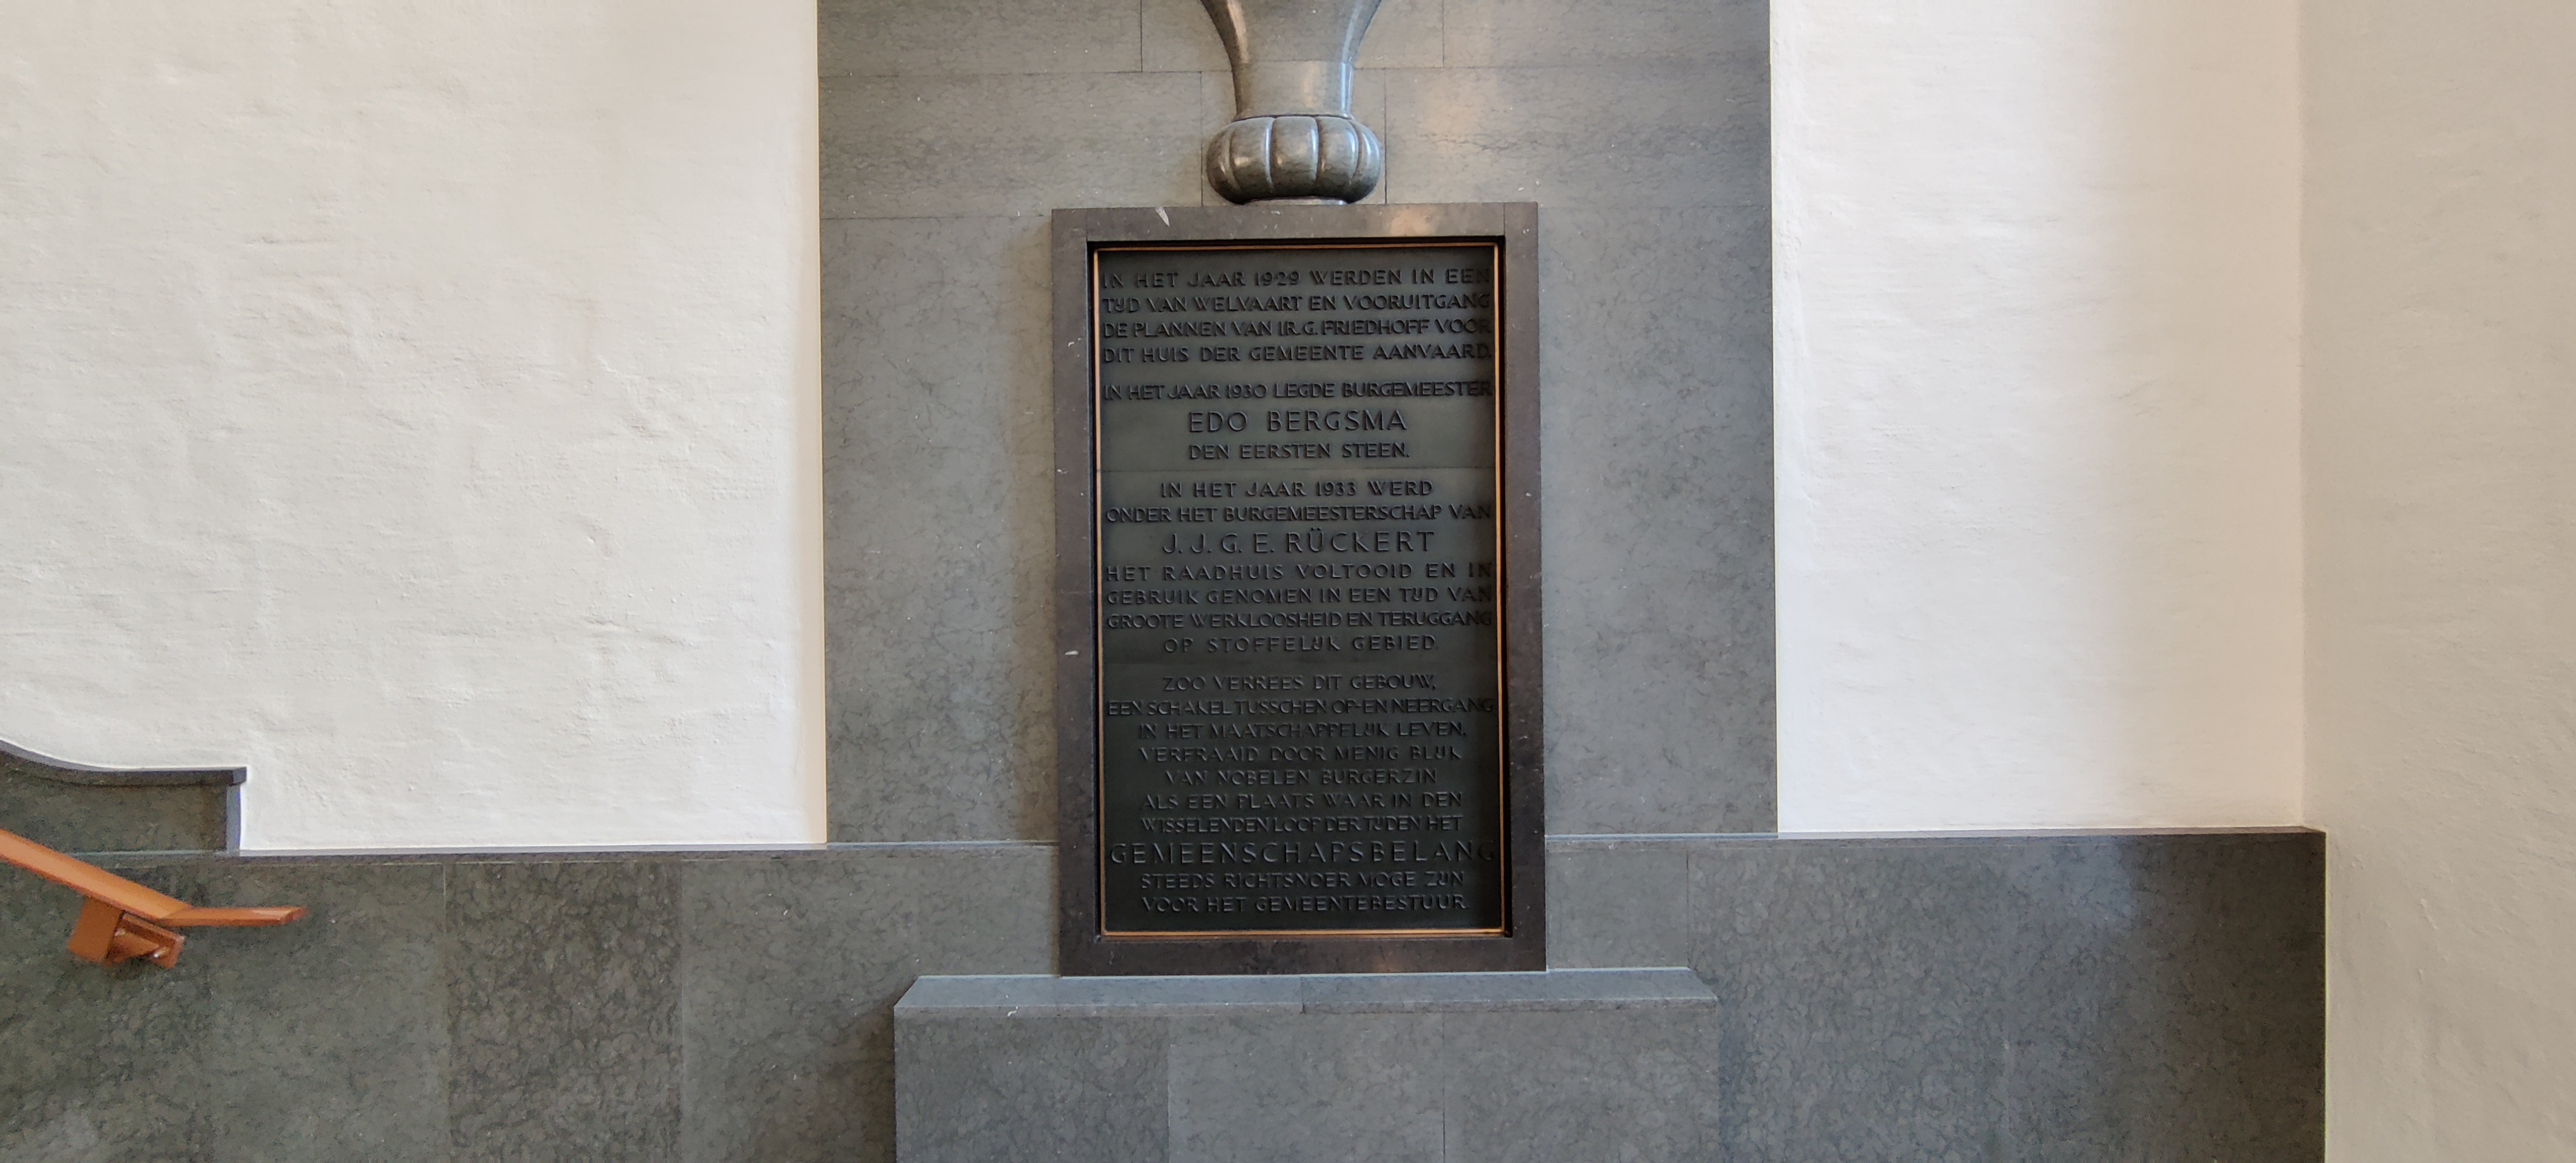 IN HET JAAR 1929 WERDEN IN EEN
TIJD VAN WELVAART EN VOORUITGANG
DE PLANNEN VAN IR. G. FRIEDHOFF VOOR
DIT HUIS DER GEMEENTE AANVAARD.
IN HET JAAR 1930 LEGDE BURGEMEESTER
EDO BERGSMA
DEN EERSTEN STEEN.
IN HET JAAR 1933 WERD
ONDER HET BURGEMEESTERSCHAP VAN
J. J. G. E. RÜCKERT
HET RAADHUIS VOLTOOID EN IN
GEBRUIK GENOMEN IN EEN TIJD VAN
GROOTE WERKLOOSHEID EN TERUGGANG
OP STOFFELIJK GEBIED.
ZOO VERREES DIT GEBOUW,
EEN SCHAKEL TUSSCHEN OP-EN NEERGANG
IN HET MAATSCHAPPELIJK LEVEN,
VERFRAAID DOOR MENIG BLIJK
VAN NOBELEN BURGERZIN
ALS EEN PLAATS WAAR IN DEN
WISSELENDEN LOOP DER TIJDEN HET
GEMEENSCHAPSBELANG
STEEDS RICHTSNOER MOGE ZIJN
VOOR HET GEMEENTEBESTUUR.